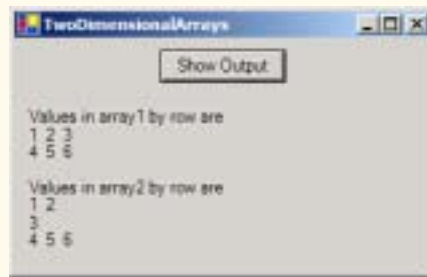 TwoDimensionalArrays
Show Output
Values in array1 by row are
1 2 3
4 5 6
Values in array2 by row are
1 2
3
4 5 6